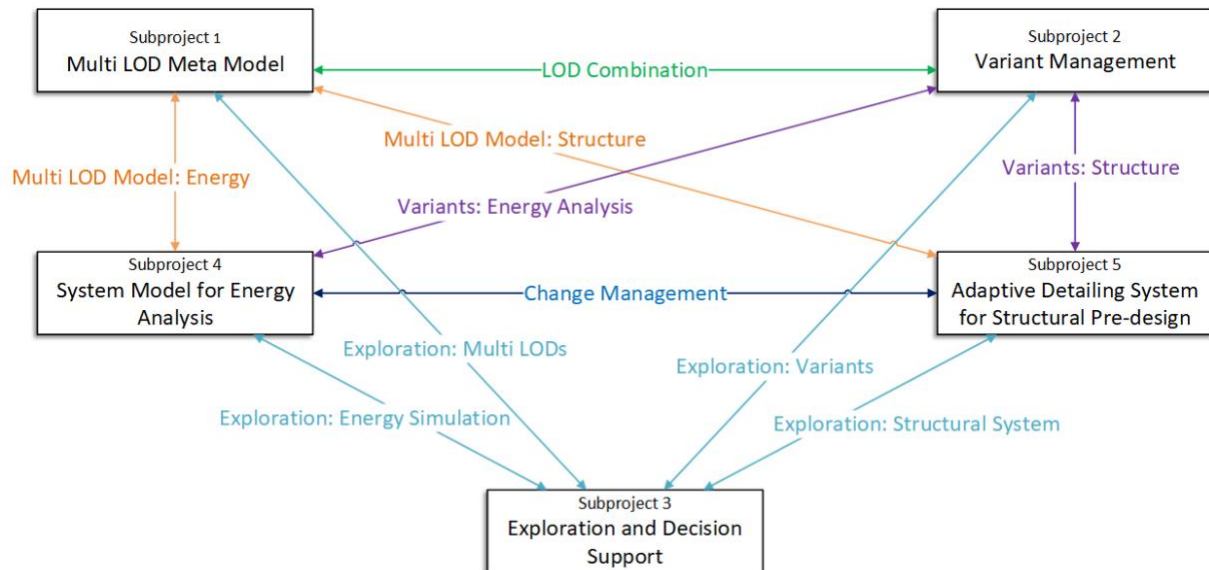 Subproject 1
Multi LOD Meta Model
Subproject 2
Variant Management
LOD Combination
Multi LOD Model: Structure
Multi LOD Model: Energy
Variants: Structure
Variants: Energy Analysis
Subproject 4
System Model for Energy
Analysis
Change Management
Subproject 5
Adaptive Detailing System
for Structural Pre-design
Exploration: Multi LODs
Exploration: Variants
Exploration: Energy Simulation
Exploration: Structural System
Subproject 3
Exploration and Decision
Support